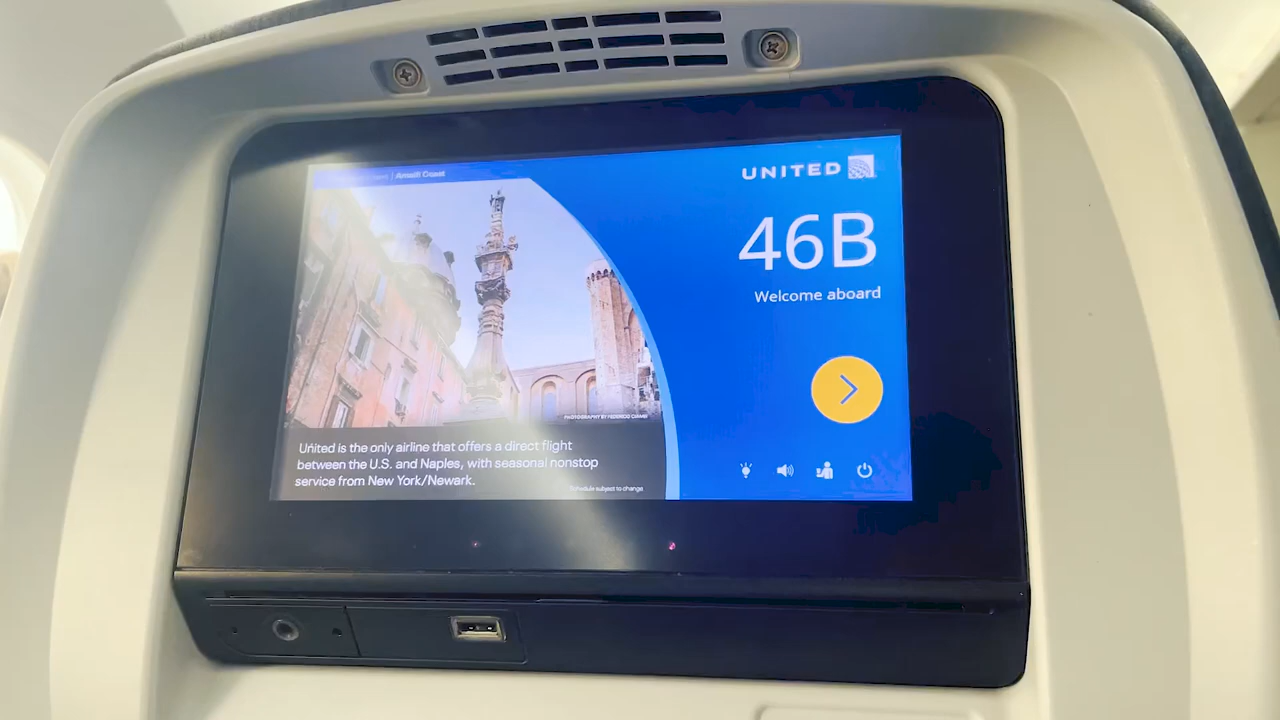 Amalfi Coast
UNITED
46B
Welcome aboard
PHOTOGRAPHY BY FEDERICO CIAMEI
United is the only airline that offers a direct flight
between the U.S. and Naples, with seasonal nonstop
service from New York/Newark.
Schedule subject to change.